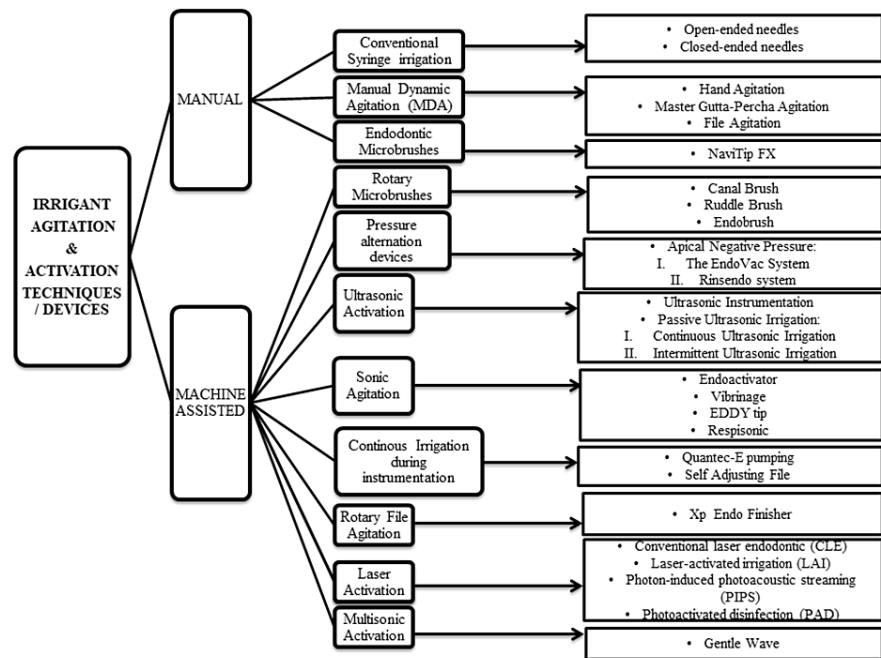 IRRIGANT
AGITATION
&
ACTIVATION
TECHNIQUES
/ DEVICES
MANUAL
Conventional
Syringe irrigation
• Open-ended needles
• Closed-ended needles
Manual Dynamic
Agitation (MDA)
• Hand Agitation
• Master Gutta-Percha Agitation
• File Agitation
Endodontic
Microbrushes
• NaviTip FX
MACHINE
ASSISTED
Rotary
Microbrushes
• Canal Brush
• Ruddle Brush
• Endobrush
Pressure
alternation
devices
• Apical Negative Pressure:
I. The EndoVac System
II. Rinsendo system
Ultrasonic
Activation
• Ultrasonic Instrumentation
• Passive Ultrasonic Irrigation:
I. Continuous Ultrasonic Irrigation
II. Intermittent Ultrasonic Irrigation
Sonic
Agitation
• Endoactivator
• Vibrinage
• EDDY tip
• Respisonic
Continous Irrigation
during
instrumentation
• Quantec-E pumping
• Self Adjusting File
Rotary File
Agitation
• Xp Endo Finisher
Laser
Activation
• Conventional laser endodontic (CLE)
• Laser-activated irrigation (LAI)
• Photon-induced photoacoustic streaming
(PIPS)
• Photoactivated disinfection (PAD)
Multisonic
Activation
• Gentle Wave